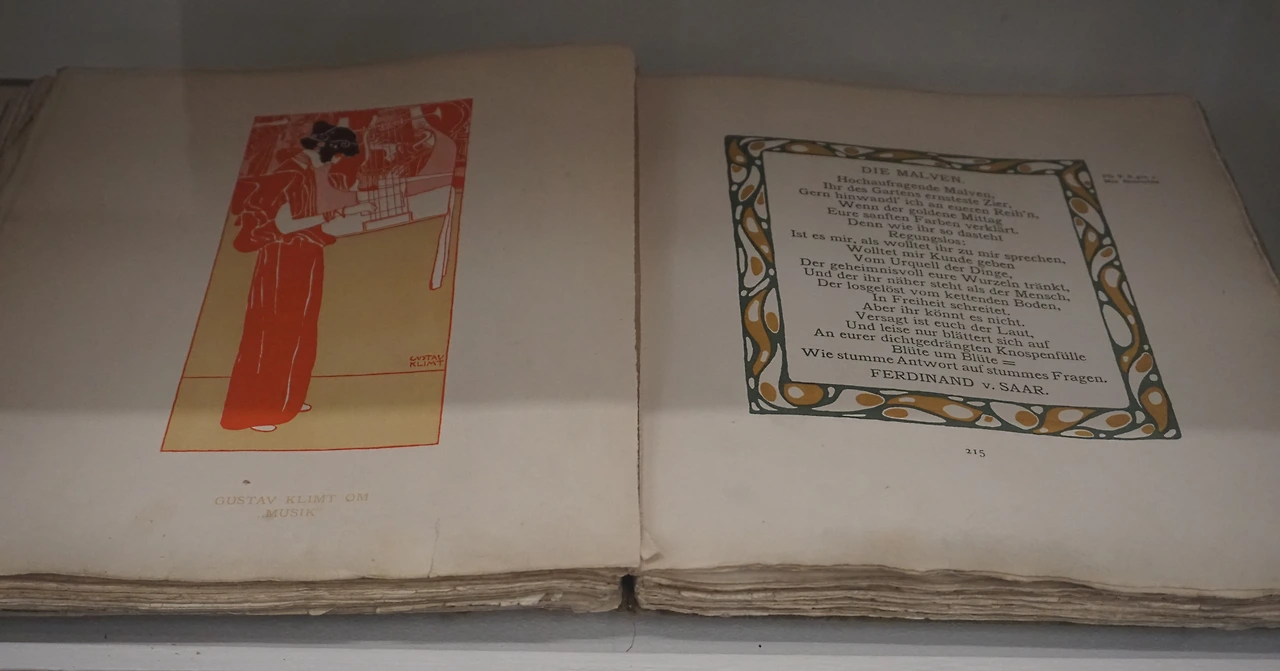 GUSTAV
KLIMT
GUSTAV KLIMT OM
„MUSIK"
DIE MALVEN.
Hochaufragende Malven,
Ihr des Gartens ernsteste Zier,
Gern hinwandl' ich an eueren Reih'n,
Wenn der goldene Mittag
Eure sanften Farben verklärt.
Denn wie ihr so dasteht
Regungslos:
Ist es mir, als wolltet ihr zu mir sprechen,
Wolltet mir Kunde geben
Vom Urquell der Dinge,
Der geheimnisvoll eure Wurzeln tränkt,
Und der ihr näher steht als der Mensch,
Der losgelöst vom kettenden Boden,
In Freiheit schreitet.
Aber ihr könnt es nicht.
Versagt ist euch der Laut,
Und leise nur blättert sich auf
An eurer dichtgedrängten Knospenfülle
Blüte um Blüte =
Wie stumme Antwort auf stummes Fragen.
FERDINAND v. SAAR.
215